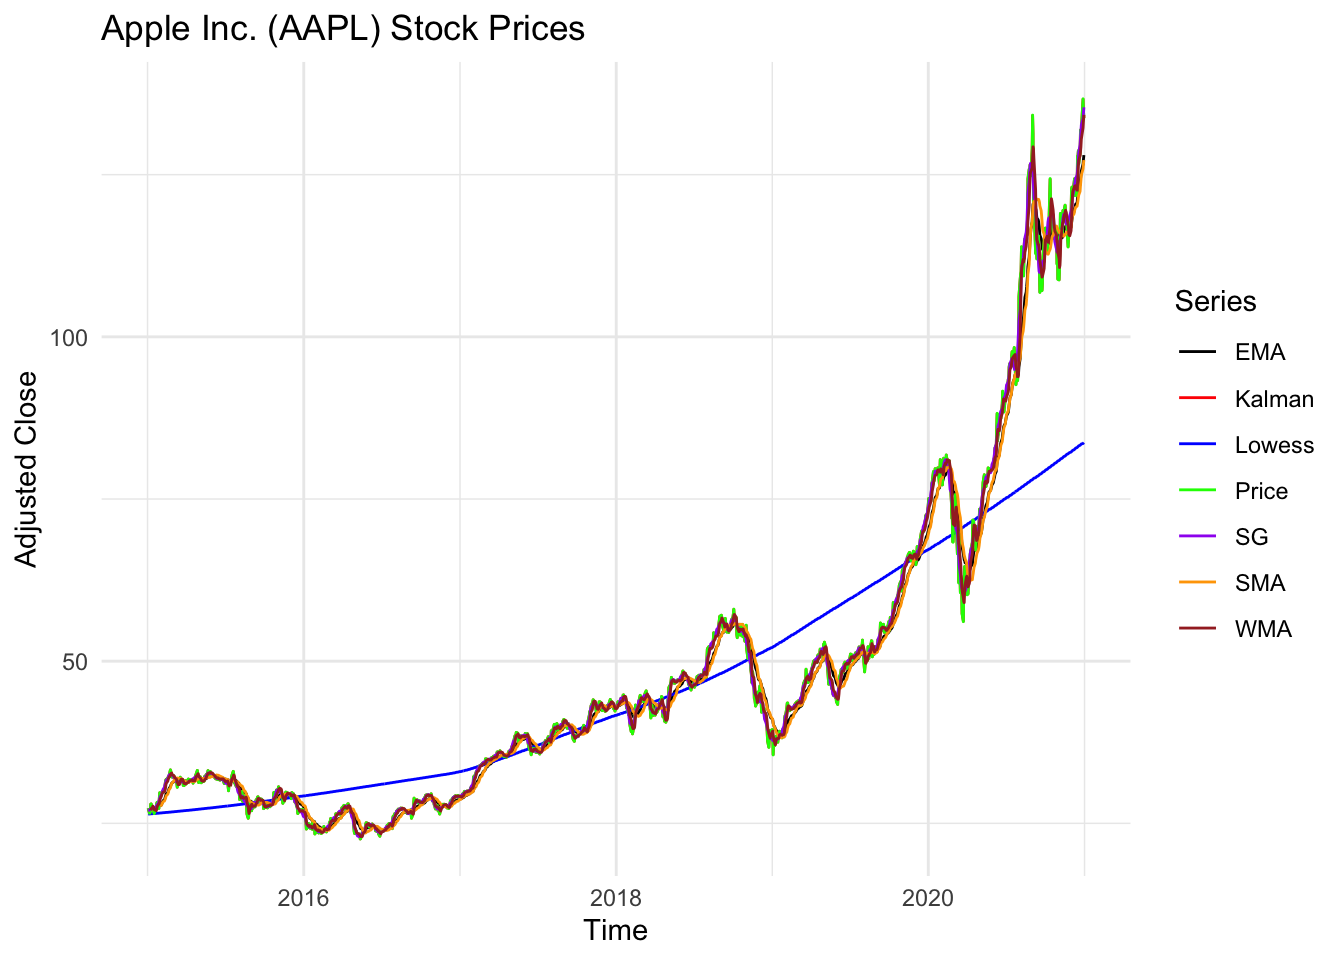 Apple Inc. (AAPL) Stock Prices
Adjusted Close
100
50
2016
2018
2020
Time
Series
EMA
Kalman
Lowess
Price
SG
SMA
WMA